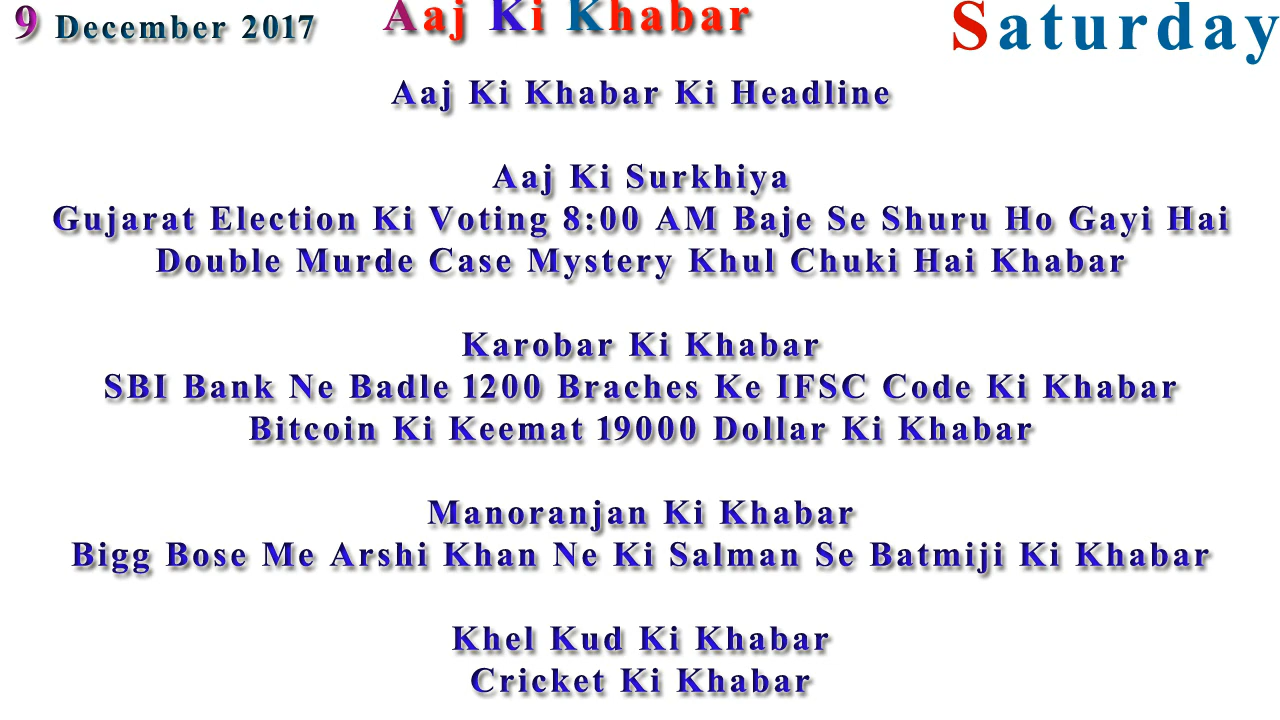 9 December 2017
Aaj Ki Khabar
Saturday
Aaj Ki Khabar Ki Headline
Aaj Ki Surkhiya
Gujarat Election Ki Voting 8:00 AM Baje Se Shuru Ho Gayi Hai
Double Murde Case Mystery Khul Chuki Hai Khabar
Karobar Ki Khabar
SBI Bank Ne Badle 1200 Braches Ke IFSC Code Ki Khabar
Bitcoin Ki Keemat 19000 Dollar Ki Khabar
Manoranjan Ki Khabar
Bigg Bose Me Arshi Khan Ne Ki Salman Se Batmiji Ki Khabar
Khel Kud Ki Khabar
Cricket Ki Khabar